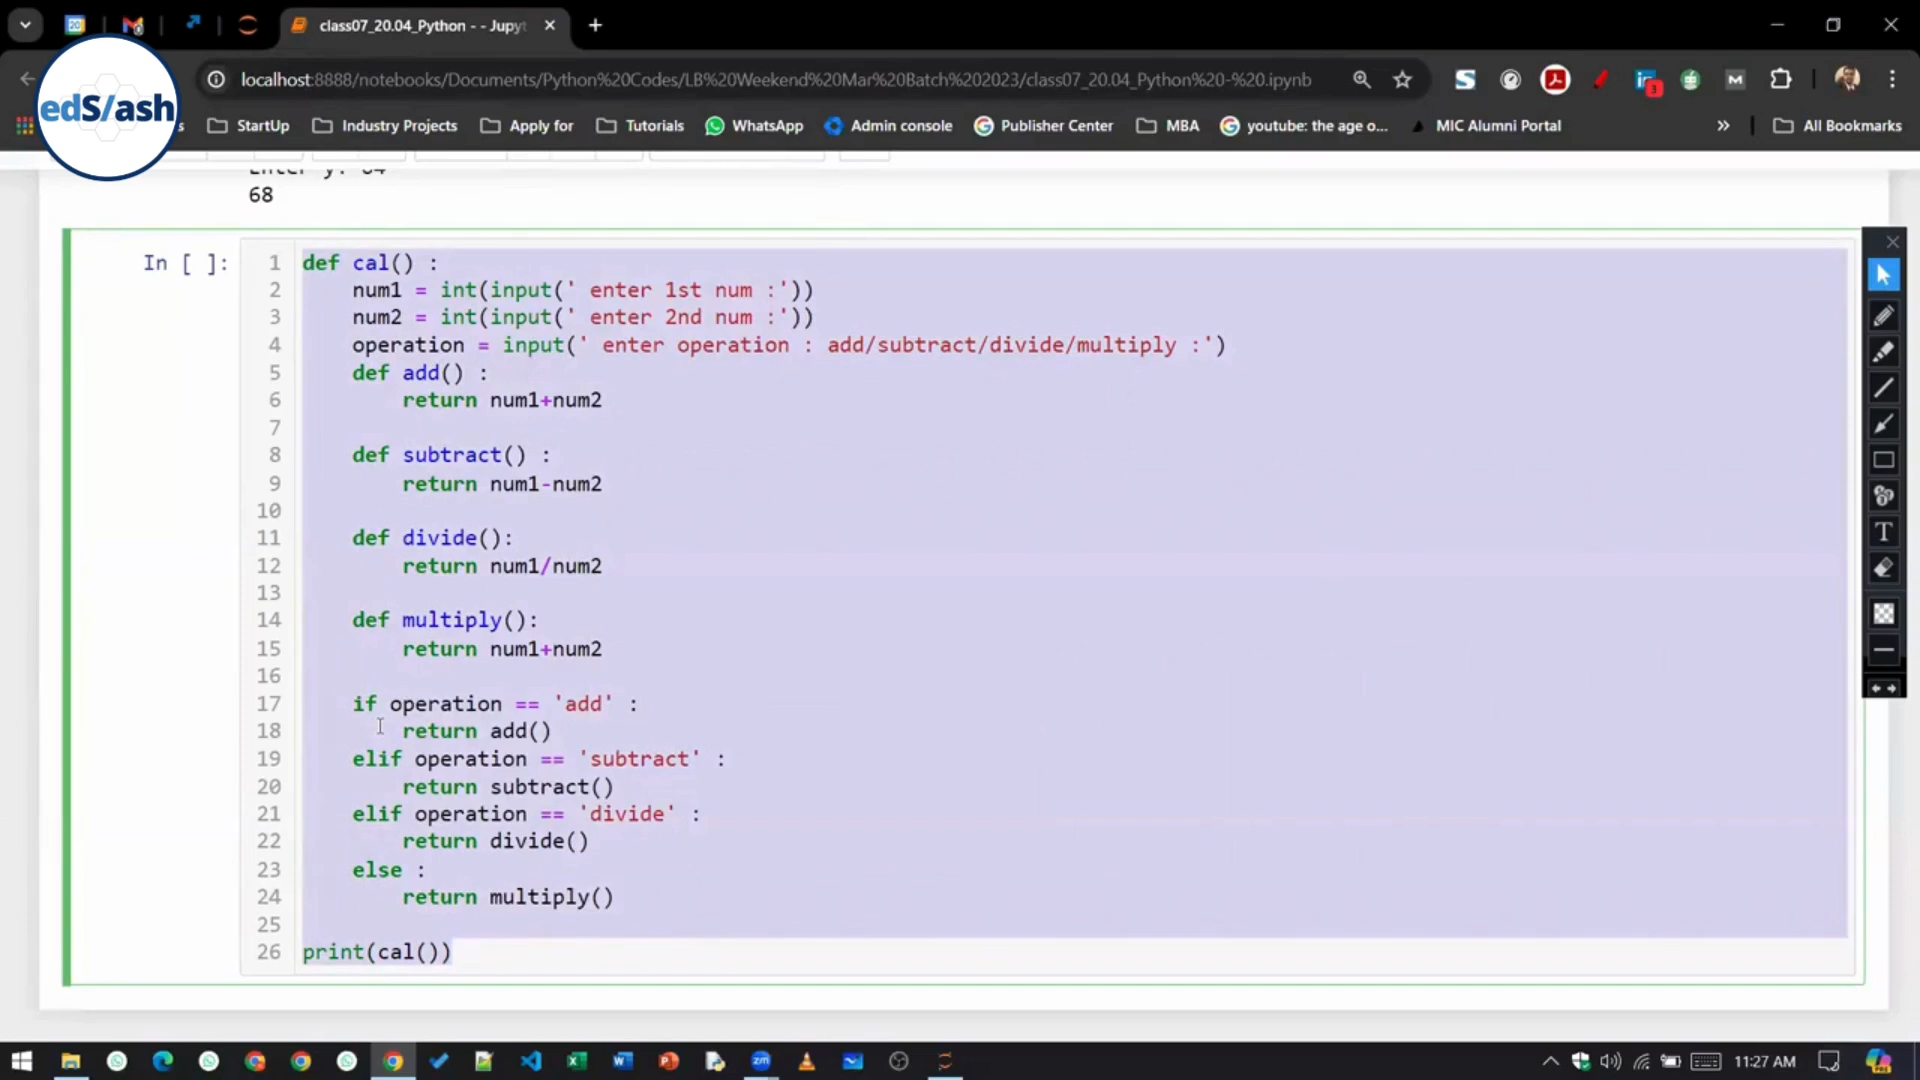 20
class07_20.04_Python - - Jupyt
localhost:8888/notebooks/Documents/Python%20Codes/LB%20Weekend%20Mar%20Batch%202023/class07_20.04_Python%20-%20.ipynb
edS/ash
StartUp
Industry Projects
Apply for
Tutorials
WhatsApp
Admin console
Publisher Center
MBA
youtube: the age o...
MIC Alumni Portal
»
All Bookmarks
Enter y: 64
68
In [ ]:
1 def cal() :
2 num1 = int(input(' enter 1st num :'))
3 num2 = int(input(' enter 2nd num :'))
4 operation = input(' enter operation : add/subtract/divide/multiply :')
5 def add() :
6 return num1+num2
7
8 def subtract() :
9 return num1-num2
10
11 def divide():
12 return num1/num2
13
14 def multiply():
15 return num1+num2
16
17 if operation == 'add' :
18 return add()
19 elif operation == 'subtract' :
20 return subtract()
21 elif operation == 'divide' :
22 return divide()
23 else :
24 return multiply()
25
26 print(cal())
11:27 AM